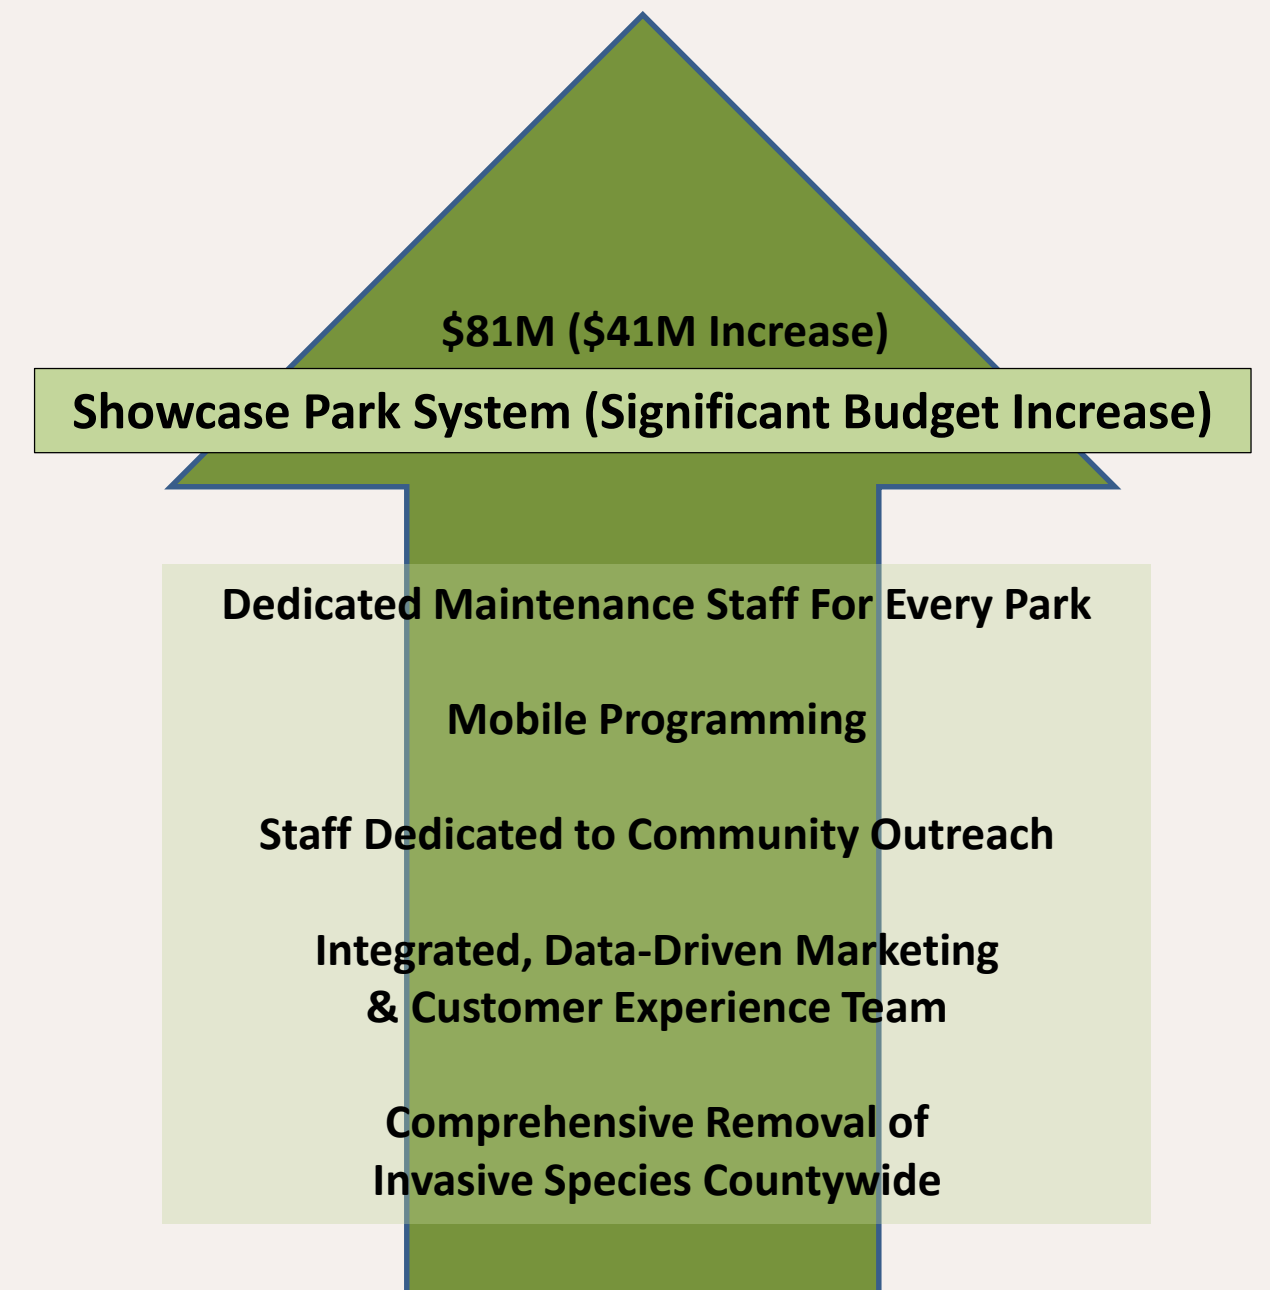 $81M ($41M Increase)
Showcase Park System (Significant Budget Increase)
Dedicated Maintenance Staff For Every Park
Mobile Programming
Staff Dedicated to Community Outreach
Integrated, Data-Driven Marketing
& Customer Experience Team
Comprehensive Removal of
Invasive Species Countywide